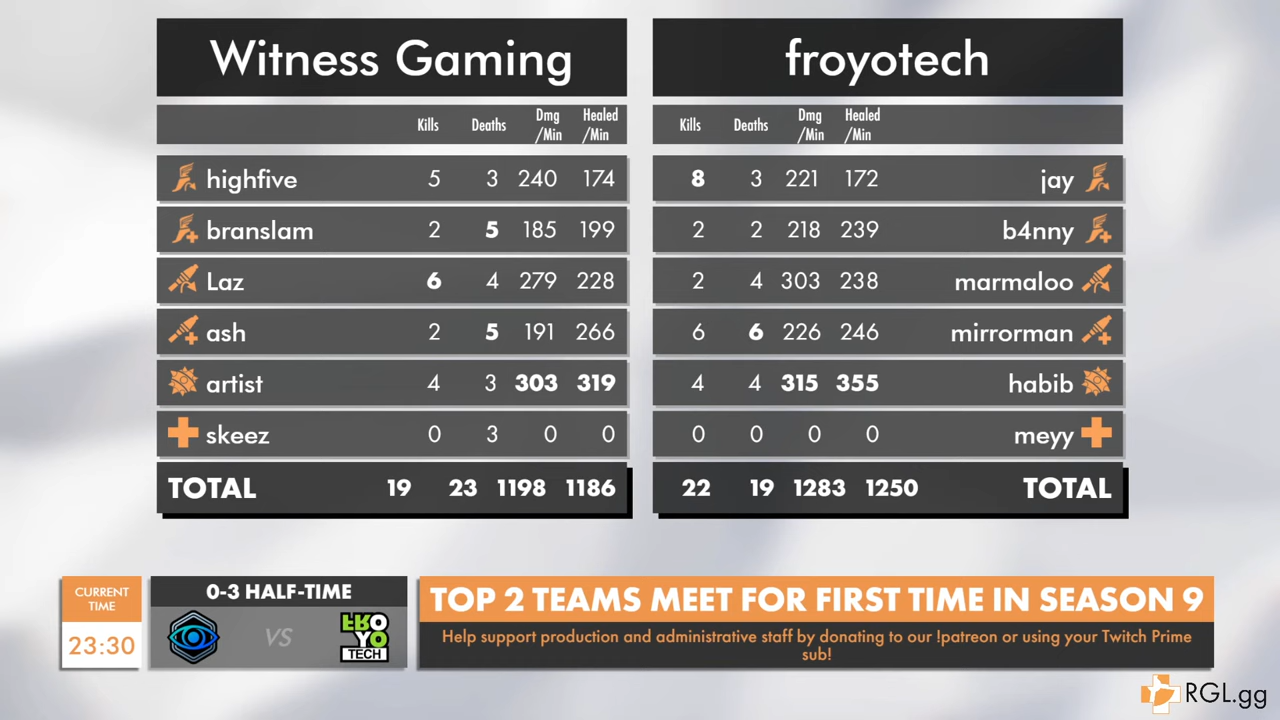 Witness Gaming
Kills Deaths Dmg /Min Healed /Min
highfive 5 3 240 174
branslam 2 5 185 199
Laz 6 4 279 228
ash 2 5 191 266
artist 4 3 303 319
skeez 0 3 0 0
TOTAL 19 23 1198 1186
froyotech
Kills Deaths Dmg /Min Healed /Min
8 3 221 172 jay
2 2 218 239 b4nny
2 4 303 238 marmaloo
6 6 226 246 mirrorman
4 4 315 355 habib
0 0 0 0 meyy
22 19 1283 1250 TOTAL
CURRENT
TIME
23:30
0-3 HALF-TIME
VS
FRO
YO
TECH
TOP 2 TEAMS MEET FOR FIRST TIME IN SEASON 9
Help support production and administrative staff by donating to our !patreon or using your Twitch Prime
sub!
RGL.gg